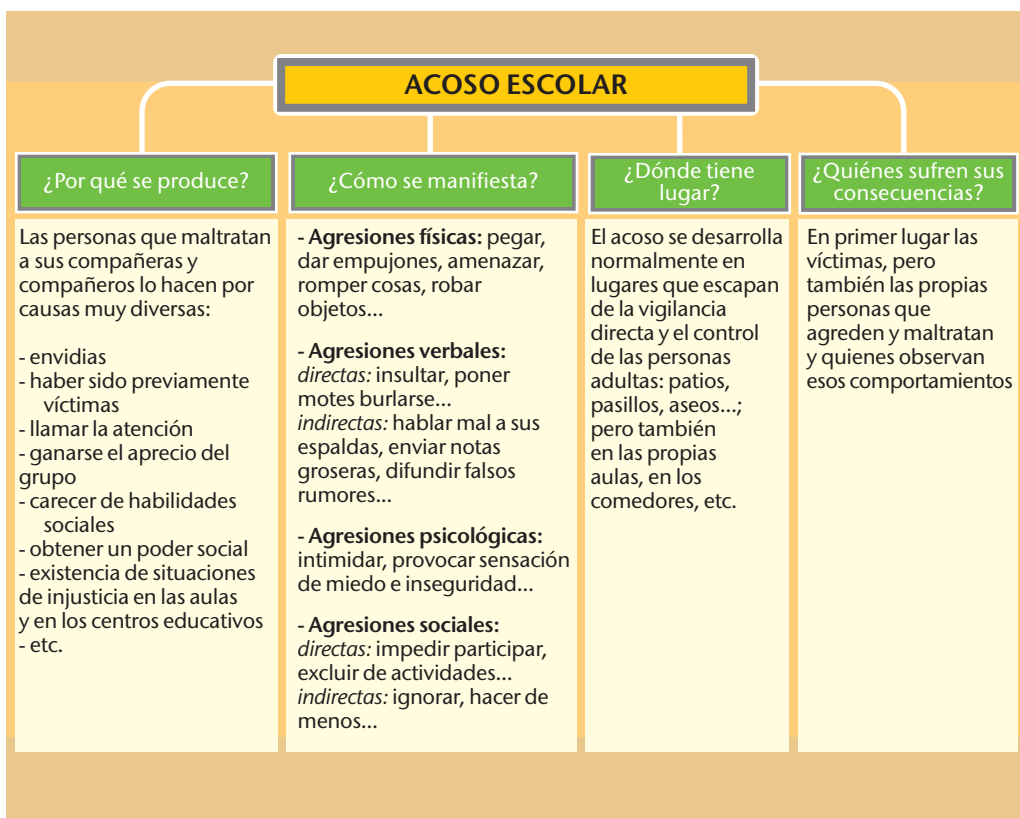 ACOSO ESCOLAR
¿Por qué se produce?
Las personas que maltratan
a sus compañeras y
compañeros lo hacen por
causas muy diversas:
- envidias
- haber sido previamente
víctimas
- llamar la atención
- ganarse el aprecio del
grupo
- carecer de habilidades
sociales
- obtener un poder social
- existencia de situaciones
de injusticia en las aulas
y en los centros educativos
- etc.
¿Cómo se manifiesta?
- Agresiones físicas: pegar,
dar empujones, amenazar,
romper cosas, robar
objetos...
- Agresiones verbales:
directas: insultar, poner
motes burlarse...
indirectas: hablar mal a sus
espaldas, enviar notas
groseras, difundir falsos
rumores...
- Agresiones psicológicas:
intimidar, provocar sensación
de miedo e inseguridad...
- Agresiones sociales:
directas: impedir participar,
excluir de actividades...
indirectas: ignorar, hacer de
menos...
¿Dónde tiene
lugar?
El acoso se desarrolla
normalmente en
lugares que escapan
de la vigilancia
directa y el control
de las personas
adultas: patios,
pasillos, aseos...;
pero también
en las propias
aulas, en los
comedores, etc.
¿Quiénes sufren sus
consecuencias?
En primer lugar las
víctimas, pero
también las propias
personas que
agreden y maltratan
y quienes observan
esos comportamientos